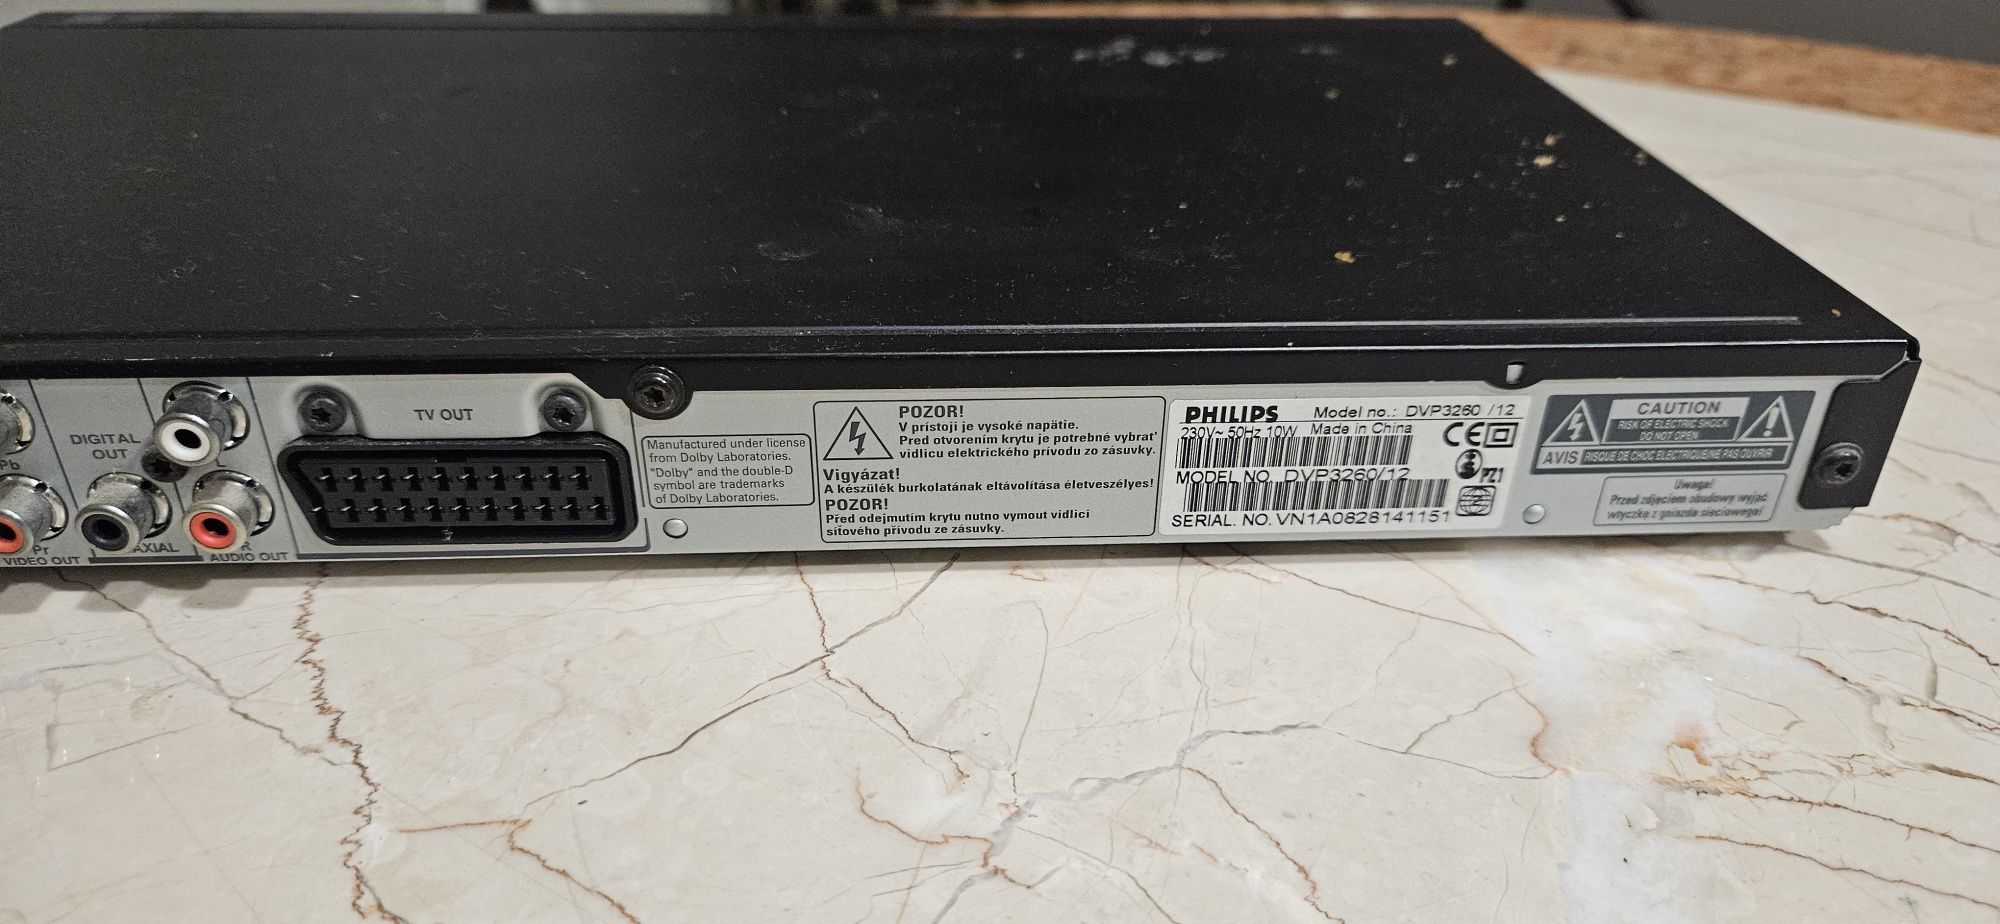 Pb
Pr
VIDEO OUT
DIGITAL
OUT
AXIAL
L
R
AUDIO OUT
TV OUT
Manufactured under license
from Dolby Laboratories.
"Dolby" and the double-D
symbol are trademarks
of Dolby Laboratories.
POZOR!
V prístoji je vysoké napätie.
Pred otvorením krytu je potrebné vybrat'
vidlicu elektrického prívodu zo zásuvky.
Vigyázat!
A készülék burkolatának eltávolítása életveszélyes!
POZOR!
Před odejmutím krytu nutno vymout vidlici
síťového přívodu ze zásuvky.
PHILIPS Model no.: DVP3260 /12
230V~ 50Hz 10W Made in China
CE
MODEL NO. DVP3260/12
PZ1
SERIAL. NO. VN1A0828141151
CAUTION
RISK OF ELECTRIC SHOCK
DO NOT OPEN
AVIS RISQUE DE CHOC ELECTRIQUE NE PAS OUVRIR
Uwaga!
Przed zdjęciem obudowy wyjąć
wtyczkę z gniazda sieciowego!